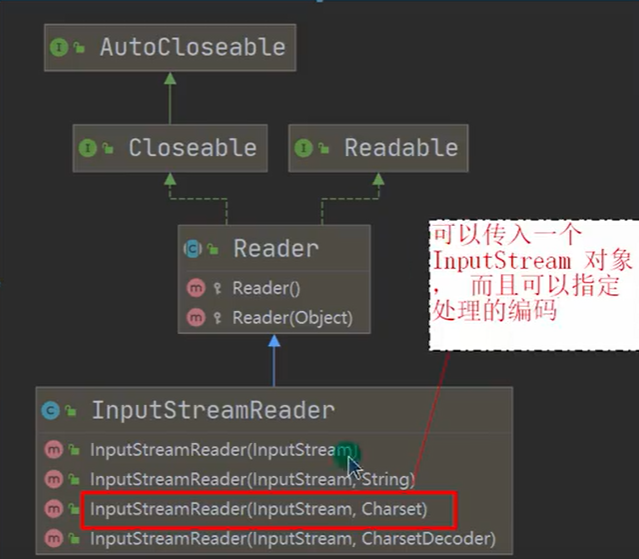 AutoCloseable
Closeable
Readable
Reader
Reader()
Reader(Object)
可以传入一个
InputStream 对象
， 而且可以指定
处理的编码
InputStreamReader
InputStreamReader(InputStream)
InputStreamReader(InputStream, String)
InputStreamReader(InputStream, Charset)
InputStreamReader(InputStream, CharsetDecoder)